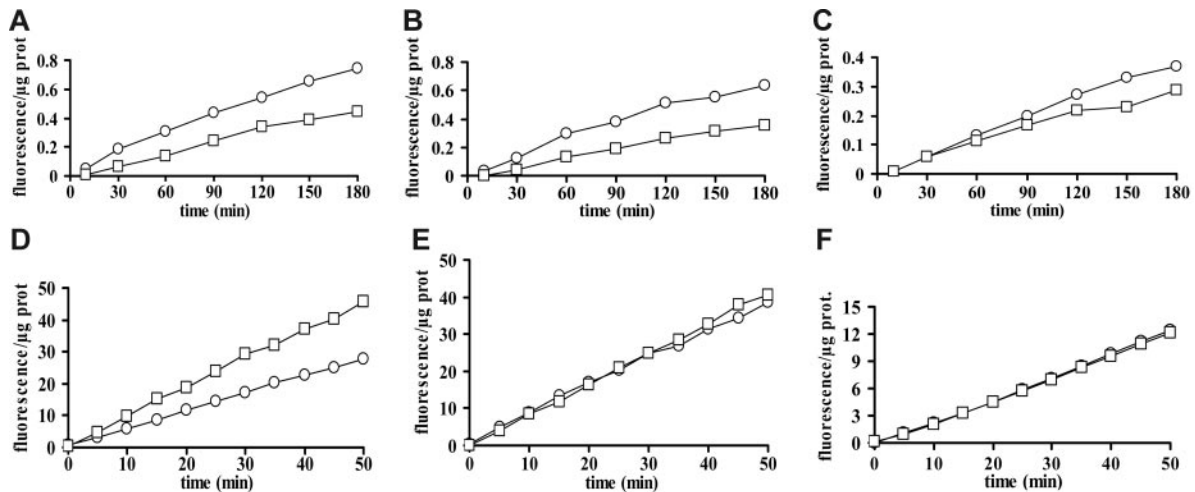 A
fluorescence/µg prot
0.8
0.6
0.4
0.2
0
0 30 60 90 120 150 180
time (min)
B
fluorescence/µg prot
0.8
0.6
0.4
0.2
0
0 30 60 90 120 150 180
time (min)
C
fluorescence/µg prot
0.4
0.3
0.2
0.1
0
0 30 60 90 120 150 180
time (min)
D
fluorescence/µg prot
50
40
30
20
10
0
0 10 20 30 40 50
time (min)
E
fluorescence/µg prot
50
40
30
20
10
0
0 10 20 30 40 50
time (min)
F
fluorescence/µg prot.
15
12
9
6
3
0
0 10 20 30 40 50
time (min)